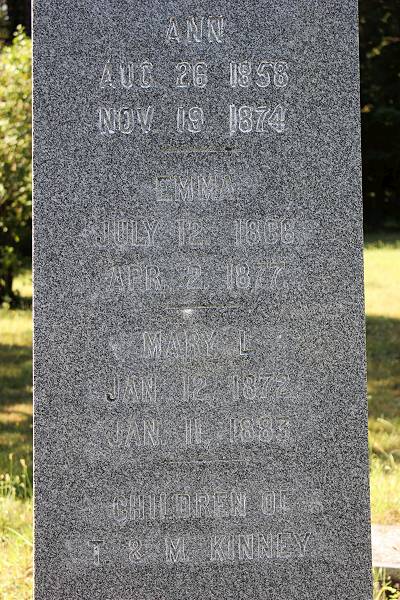 ANN
AUG 26 1858
NOV 19 1874
EMMA
JULY 12 1868
APR. 2, 1877.
MARY L
JAN. 12, 1872
JAN. 11, 1883
CHILDREN OF
T. & M. KINNEY